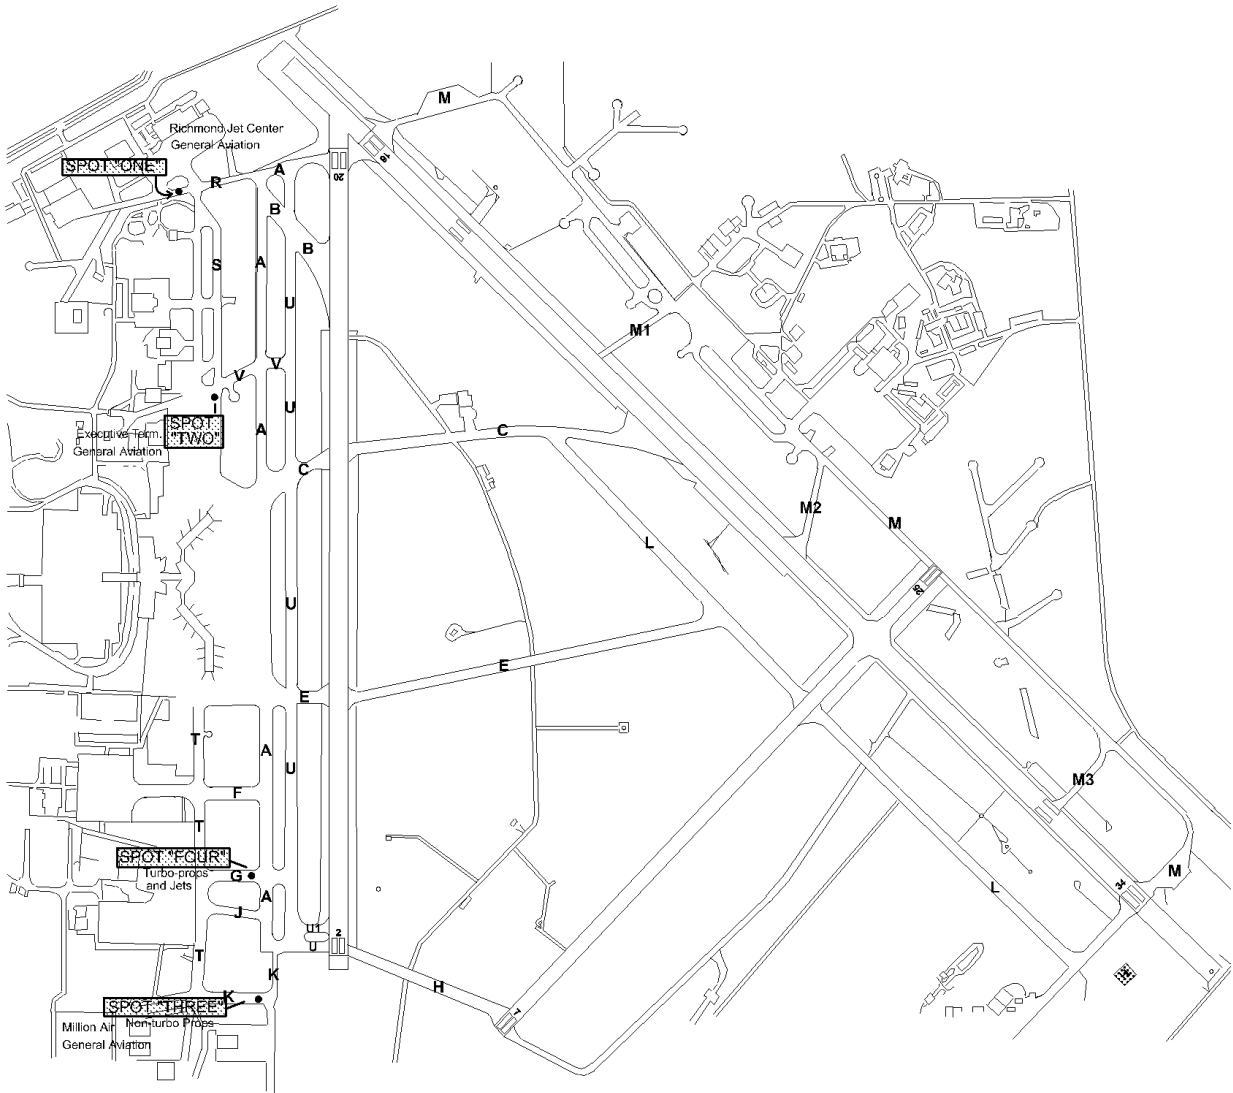 M
Richmond Jet Center
General Aviation
16
SPOT "ONE"
20
R
A
B
B
S
A
U
M1
V
V
SPOT
"TWO"
U
A
C
Executive Term.
General Aviation
C
M2
M
L
25
U
E
E
T
A
U
M3
F
T
SPOT "FOUR"
Turbo-props
and Jets
G
M
34
L
A
J
U1
U
2
T
K
H
K
SPOT "THREE"
Non-turbo Props
7
Million Air
General Aviation